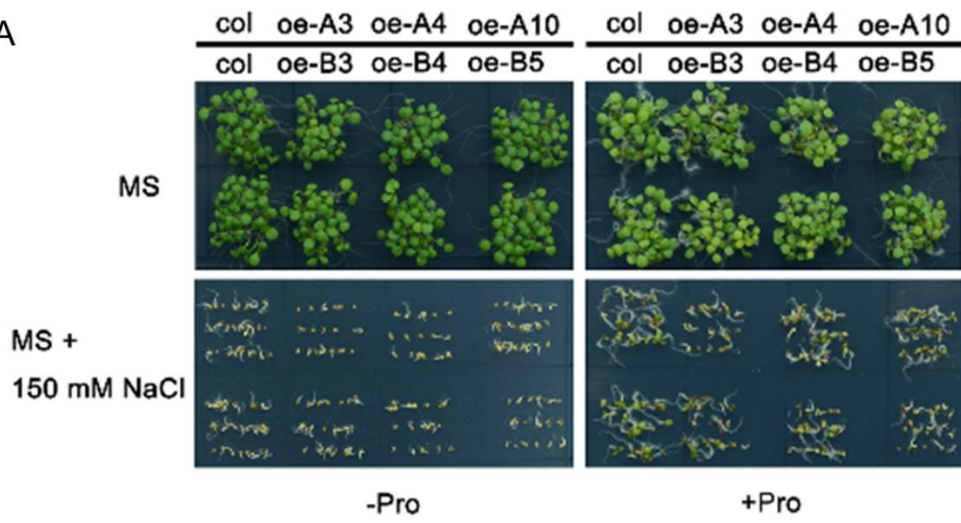 A
col oe-A3 oe-A4 oe-A10 col oe-A3 oe-A4 oe-A10
col oe-B3 oe-B4 oe-B5 col oe-B3 oe-B4 oe-B5
MS
MS +
150 mM NaCl
-Pro +Pro